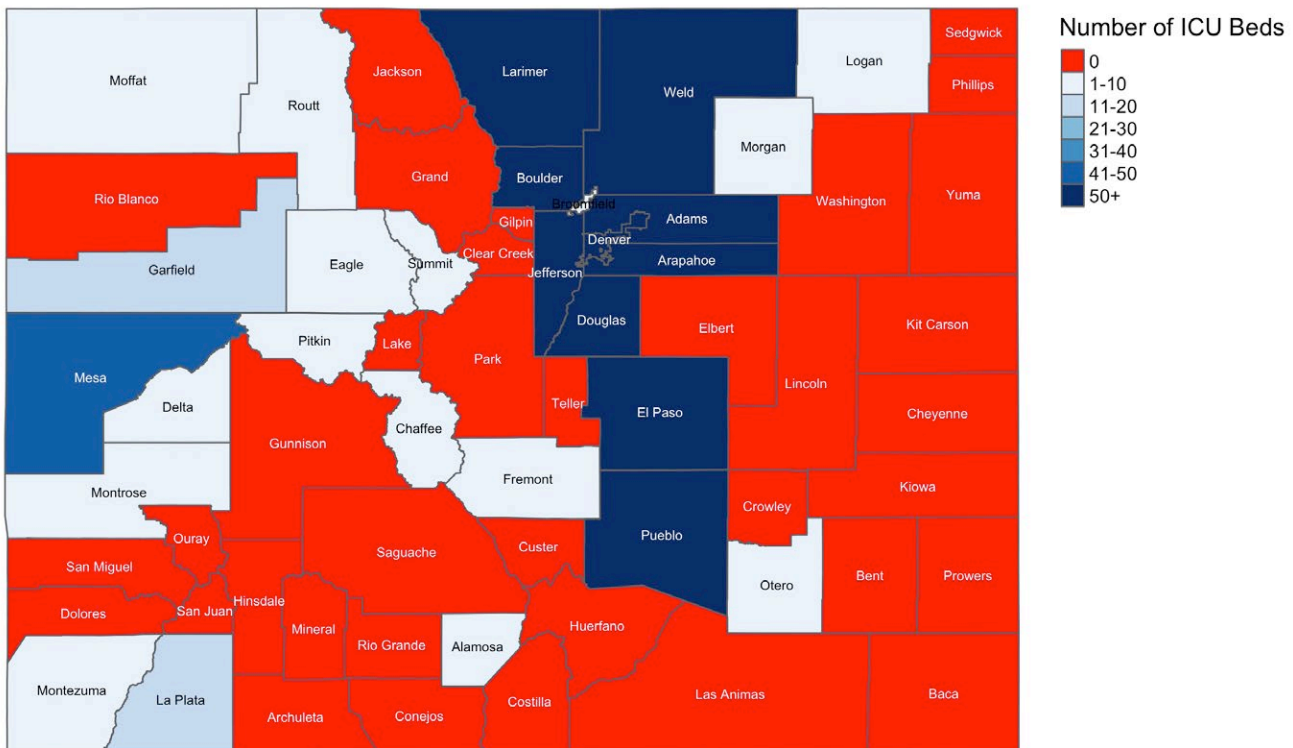 Number of ICU Beds
0
1-10
11-20
21-30
31-40
41-50
50+
Sedgwick
Logan
Larimer
Jackson
Moffat
Phillips
Weld
Routt
Morgan
Grand
Boulder
Yuma
Rio Blanco
Washington
Broomfield
Adams
Gilpin
Denver
Clear Creek
Arapahoe
Summit
Eagle
Garfield
Jefferson
Douglas
Kit Carson
Elbert
Pitkin
Lake
Park
Mesa
Lincoln
Teller
Delta
El Paso
Cheyenne
Chaffee
Gunnison
Fremont
Kiowa
Montrose
Crowley
Pueblo
Ouray
Custer
Saguache
San Miguel
Bent
Prowers
Otero
Hinsdale
San Juan
Dolores
Huerfano
Mineral
Rio Grande
Alamosa
Montezuma
Las Animas
Baca
La Plata
Costilla
Conejos
Archuleta